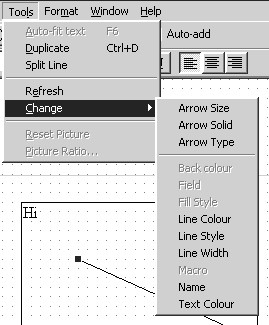 Tools Format Window Help
Auto-fit text F6 Auto-add
Duplicate Ctrl+D
Split Line
Refresh
Change
Reset Picture
Picture Ratio...
Arrow Size
Arrow Solid
Arrow Type
Back colour
Field
Fill Style
Line Colour
Line Style
Line Width
Macro
Name
Text Colour
Hi